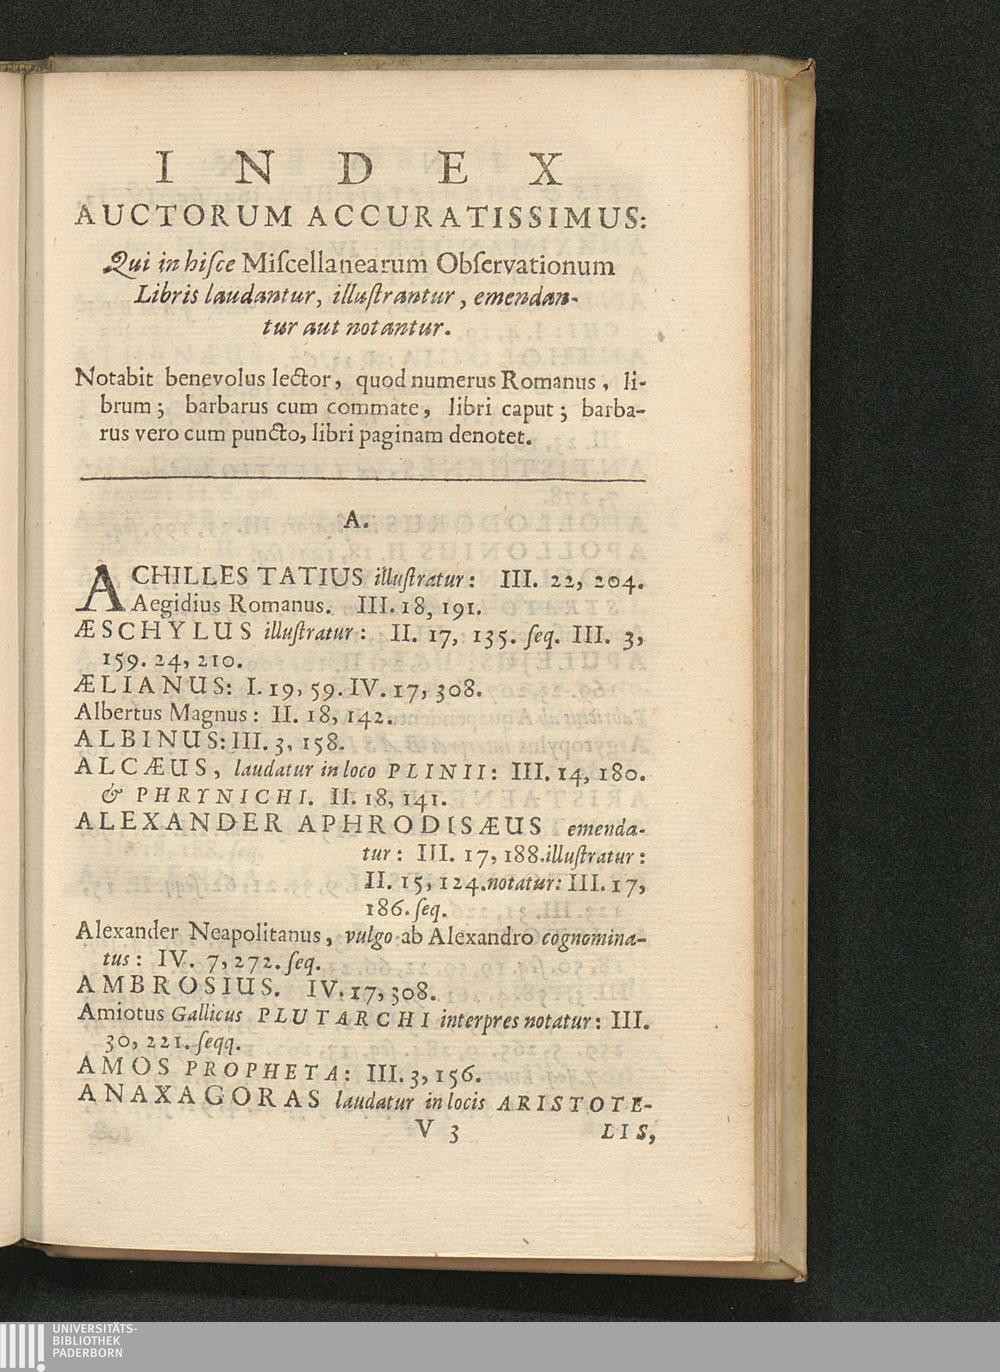 INDEX
AUCTORUM ACCURATISSIMUS:
Qui in hiſce Miſcellanearum Obſervationum
Libris laudantur, illuſtrantur, emendan-
tur aut notantur.
Notabit benevolus lector, quod numerus Romanus, li-
brum; barbarus cum commate, libri caput; barba-
rus vero cum puncto, libri paginam denotet.
A.
ACHILLES TATIUS illuſtratur: III. 22, 204.
Aegidius Romanus. III. 18, 191.
ÆSCHYLUS illuſtratur: II. 17, 135. ſeq. III. 3,
159. 24, 210.
ÆLIANUS: I. 19, 59. IV. 17, 308.
Albertus Magnus: II. 18, 142.
ALBINUS: III. 3, 158.
ALCÆUS, laudatur in loco PLINII: III. 14, 180.
& PHRYNICHI. II. 18, 141.
ALEXANDER APHRODISÆUS emenda-
tur: III. 17, 188. illuſtratur:
II. 15, 124. notatur: III. 17,
186. ſeq.
Alexander Neapolitanus, vulgo ab Alexandro cognomina-
tus: IV. 7, 272. ſeq.
AMBROSIUS. IV. 17, 308.
Amiotus Gallicus PLUTARCHI interpres notatur: III.
30, 221. ſeqq.
AMOS PROPHETA: III. 3, 156.
ANAXAGORAS laudatur in locis ARISTOTE-
V 3 LIS,
UNIVERSITÄTS-
BIBLIOTHEK
PADERBORN